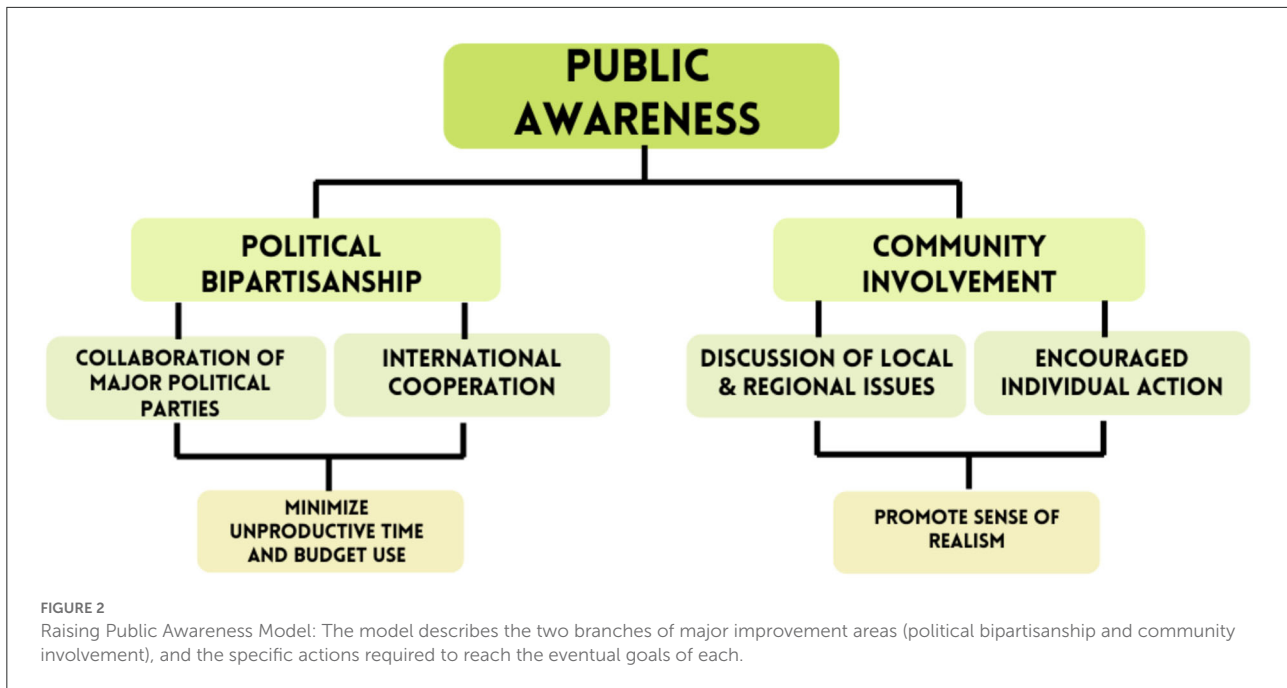 PUBLIC
AWARENESS
POLITICAL
BIPARTISANSHIP
COMMUNITY
INVOLVEMENT
COLLABORATION OF
MAJOR POLITICAL
PARTIES
INTERNATIONAL
COOPERATION
DISCUSSION OF LOCAL
& REGIONAL ISSUES
ENCOURAGED
INDIVIDUAL ACTION
MINIMIZE
UNPRODUCTIVE TIME
AND BUDGET USE
PROMOTE SENSE OF
REALISM
FIGURE 2
Raising Public Awareness Model: The model describes the two branches of major improvement areas (political bipartisanship and community
involvement), and the specific actions required to reach the eventual goals of each.